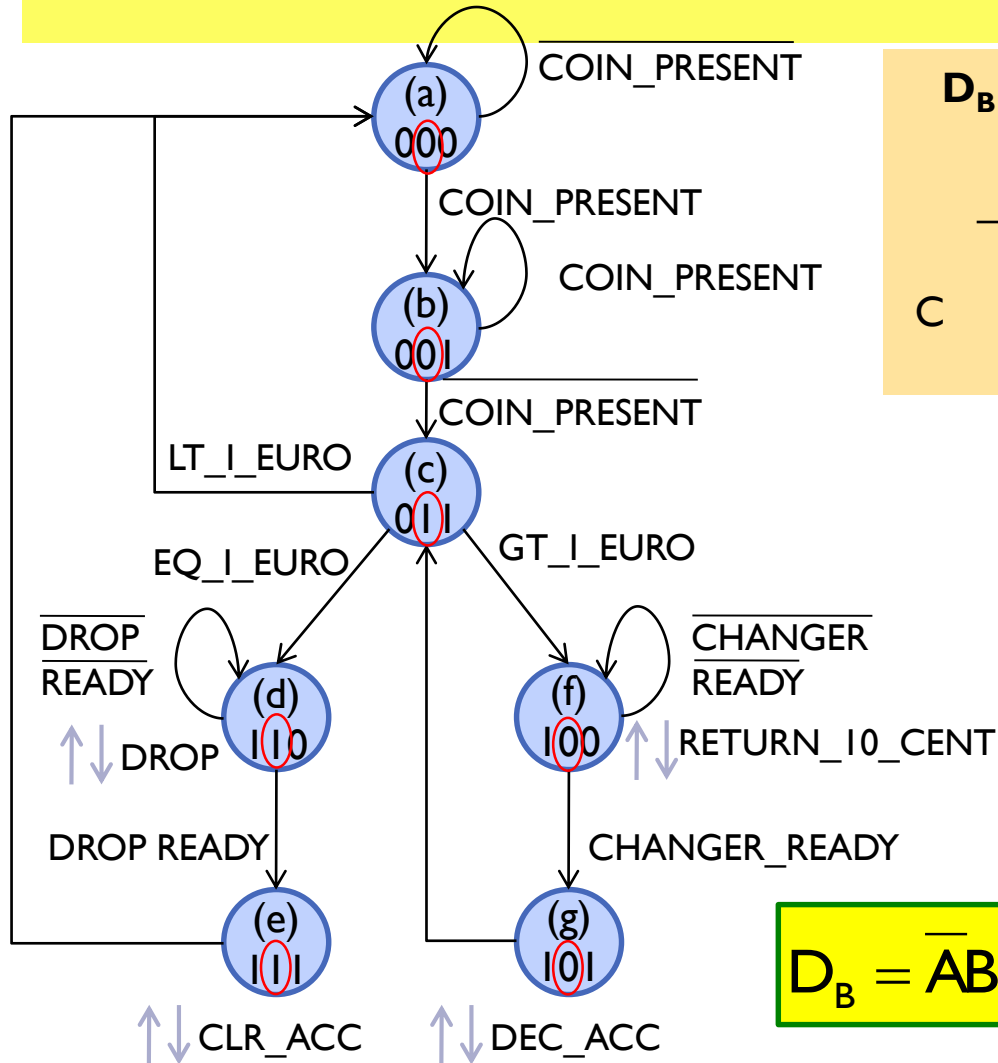 COIN_PRESENT
D_B
(a)
000
COIN_PRESENT
COIN_PRESENT
(b)
001
C
COIN_PRESENT
LT_1_EURO
(c)
011
EQ_1_EURO
GT_1_EURO
DROP
READY
CHANGER
READY
(d)
110
(f)
100
DROP
RETURN_10_CENT
DROP READY
CHANGER_READY
(e)
111
(g)
101
D_B = A̅B
CLR_ACC
DEC_ACC